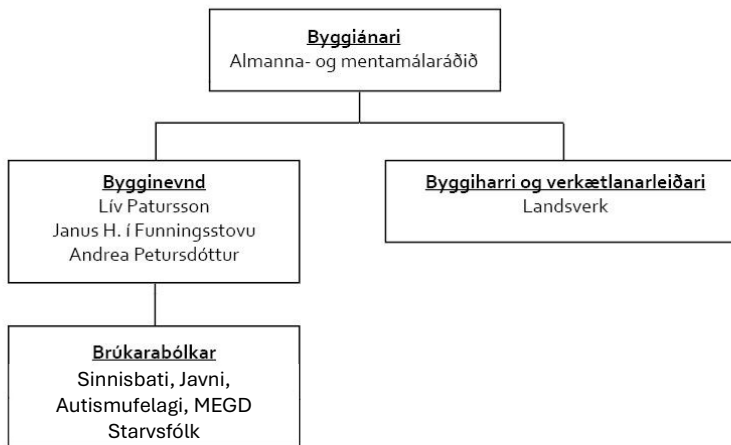 Byggiánari
Almanna- og mentamálaráðið
Bygginevnd
Lív Patursson
Janus H. í Funningsstovu
Andrea Petursdóttur
Byggiharri og verkætlanarleiðari
Landsverk
Brúkarabólkar
Sinnisbati, Javni,
Autismufelagi, MEGD
Starvsfólk